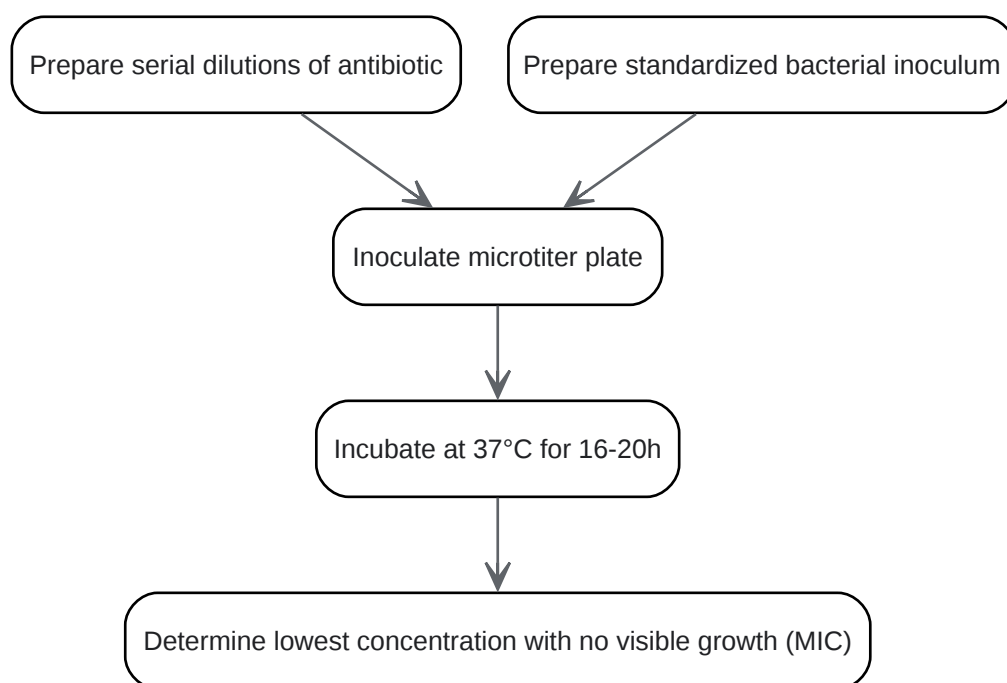 Prepare serial dilutions of antibiotic
Prepare standardized bacterial inoculum
Inoculate microtiter plate
Incubate at 37°C for 16-20h
Determine lowest concentration with no visible growth (MIC)